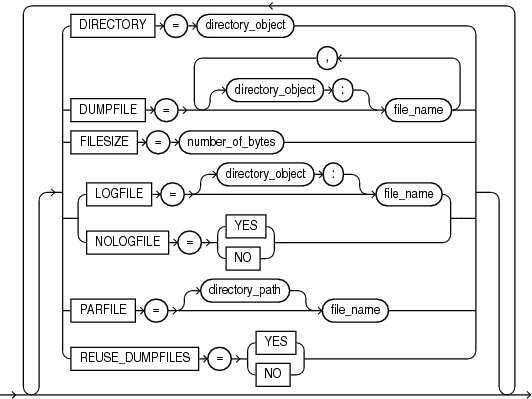 DIRECTORY = directory_object
,
directory_object :
DUMPFILE = file_name
FILESIZE = number_of_bytes
directory_object :
LOGFILE = file_name
YES
NOLOGFILE =
NO
directory_path
PARFILE = file_name
YES
REUSE_DUMPFILES =
NO